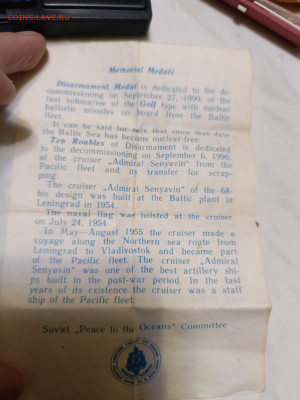 COINS.LAVE.RU
Memorial Medals
Disarmament Medal is dedicated to the de-
commissioning on September 27, 1990, of the
last submarine of the Golf type with nuclear
ballistic missiles on board from the Baltic
fleet.
It can be said for sure that since that date
the Baltic Sea has become nuclear-free.
Ten Roubles of Disarmament is dedicated
to the decommissioning on September 6, 1990,
of the cruiser „Admiral Senyavin" from the
Pacific fleet and its transfer for scrap-
ping.
The cruiser „Admiral Senyavin" of the 68-
bis design was built at the Baltic plant in
Leningrad in 1954.
The naval flag was hoisted at the cruiser
on July 24, 1954.
In May—August 1955 the cruiser made a
voyage along the Northern sea route from
Leningrad to Vladivostok and became part
of the Pacific fleet. The cruiser „Admiral
Senyavin" was one of the best artillery shi-
ps built in the post-war period. In the last
years of its existence the cruiser was a staff
ship of the Pacific fleet.
Soviet „Peace to the Oceans" Committee